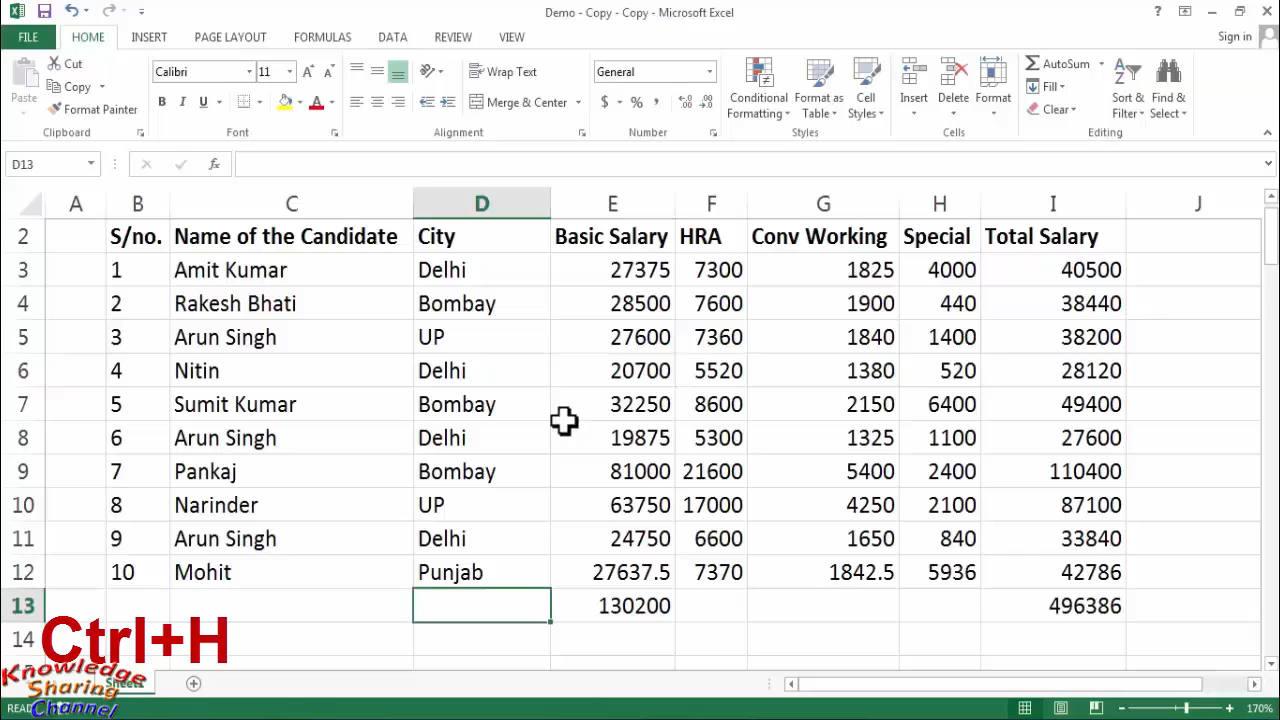 Demo - Copy - Copy - Microsoft Excel
Sign in
FILE HOME INSERT PAGE LAYOUT FORMULAS DATA REVIEW VIEW
Paste
Cut
Copy
Format Painter
Calibri 11
B I U
Wrap Text
Merge & Center
General
$ % ,
Conditional Formatting
Format as Table
Cell Styles
Insert
Delete
Format
AutoSum
Fill
Clear
Sort & Filter
Find & Select
Clipboard Font Alignment Number Styles Cells Editing
D13 fx
A B C D E F G H I J
2 S/no. Name of the Candidate City Basic Salary HRA Conv Working Special Total Salary
3 1 Amit Kumar Delhi 27375 7300 1825 4000 40500
4 2 Rakesh Bhati Bombay 28500 7600 1900 440 38440
5 3 Arun Singh UP 27600 7360 1840 1400 38200
6 4 Nitin Delhi 20700 5520 1380 520 28120
7 5 Sumit Kumar Bombay 32250 8600 2150 6400 49400
8 6 Arun Singh Delhi 19875 5300 1325 1100 27600
9 7 Pankaj Bombay 81000 21600 5400 2400 110400
10 8 Narinder UP 63750 17000 4250 2100 87100
11 9 Arun Singh Delhi 24750 6600 1650 840 33840
12 10 Mohit Punjab 27637.5 7370 1842.5 5936 42786
13 130200 496386
14
Ctrl+H
Knowledge
Sharing
Channel
170%